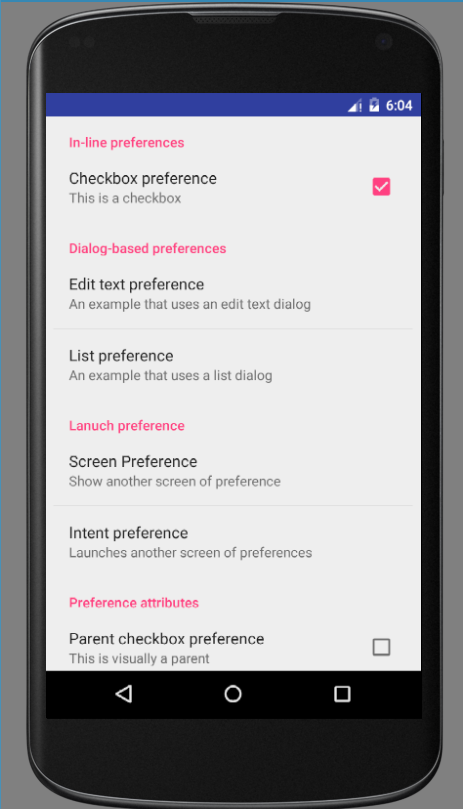 6:04
In-line preferences
Checkbox preference
This is a checkbox
Dialog-based preferences
Edit text preference
An example that uses an edit text dialog
List preference
An example that uses a list dialog
Lanuch preference
Screen Preference
Show another screen of preference
Intent preference
Launches another screen of preferences
Preference attributes
Parent checkbox preference
This is visually a parent